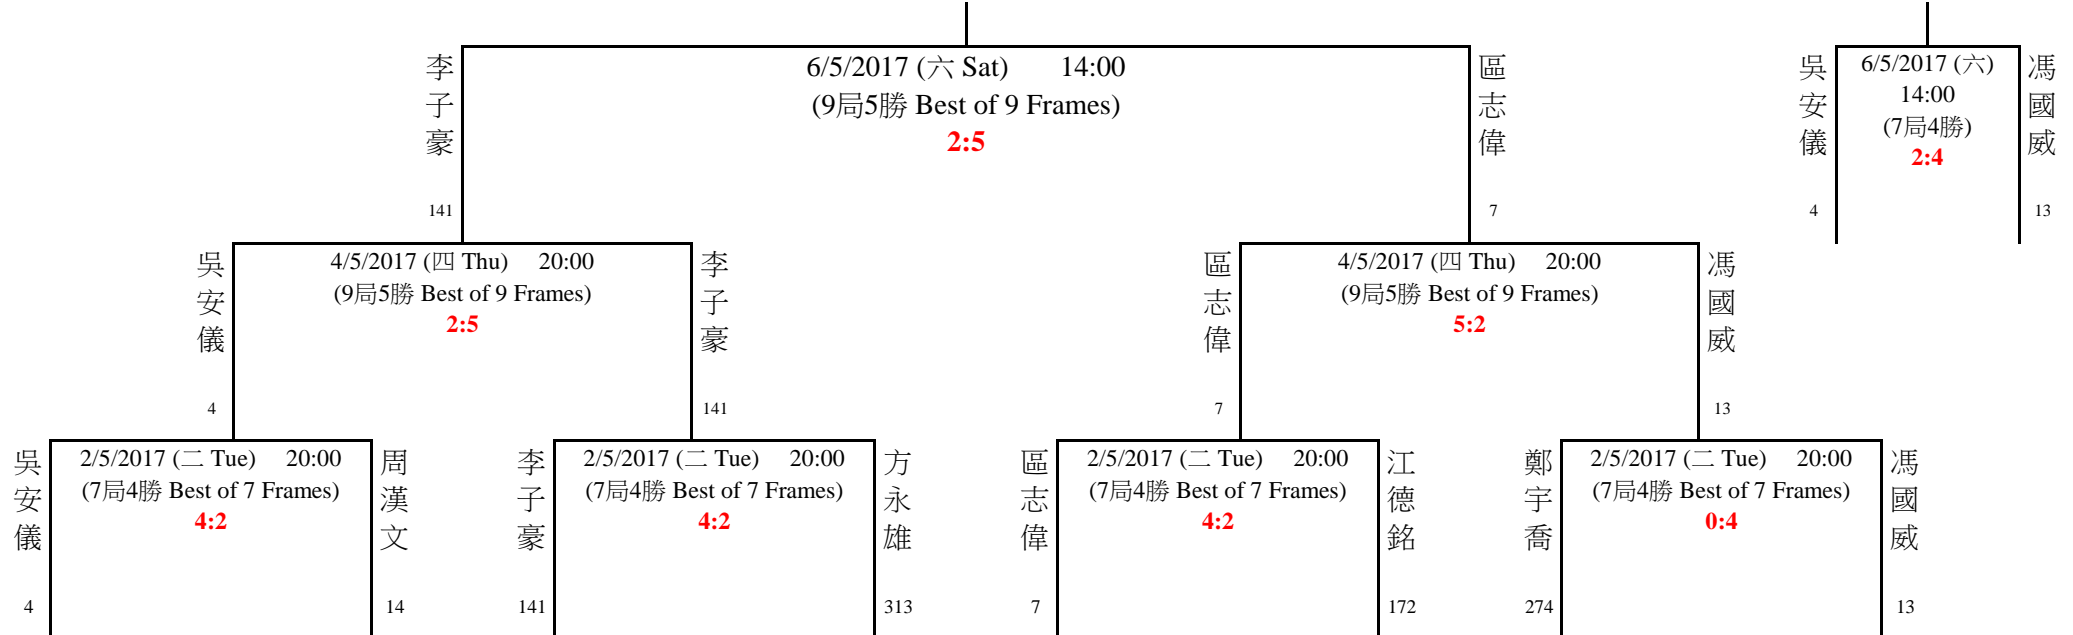 李子豪
141
6/5/2017 (六 Sat) 14:00
(9局5勝 Best of 9 Frames)
2:5
區志偉
7
吳安儀
4
6/5/2017 (六)
14:00
(7局4勝)
2:4
馮國威
13
吳安儀
4
4/5/2017 (四 Thu) 20:00
(9局5勝 Best of 9 Frames)
2:5
李子豪
141
區志偉
7
4/5/2017 (四 Thu) 20:00
(9局5勝 Best of 9 Frames)
5:2
馮國威
13
吳安儀
4
2/5/2017 (二 Tue) 20:00
(7局4勝 Best of 7 Frames)
4:2
周漢文
14
李子豪
141
2/5/2017 (二 Tue) 20:00
(7局4勝 Best of 7 Frames)
4:2
方永雄
313
區志偉
7
2/5/2017 (二 Tue) 20:00
(7局4勝 Best of 7 Frames)
4:2
江德銘
172
鄭宇喬
274
2/5/2017 (二 Tue) 20:00
(7局4勝 Best of 7 Frames)
0:4
馮國威
13